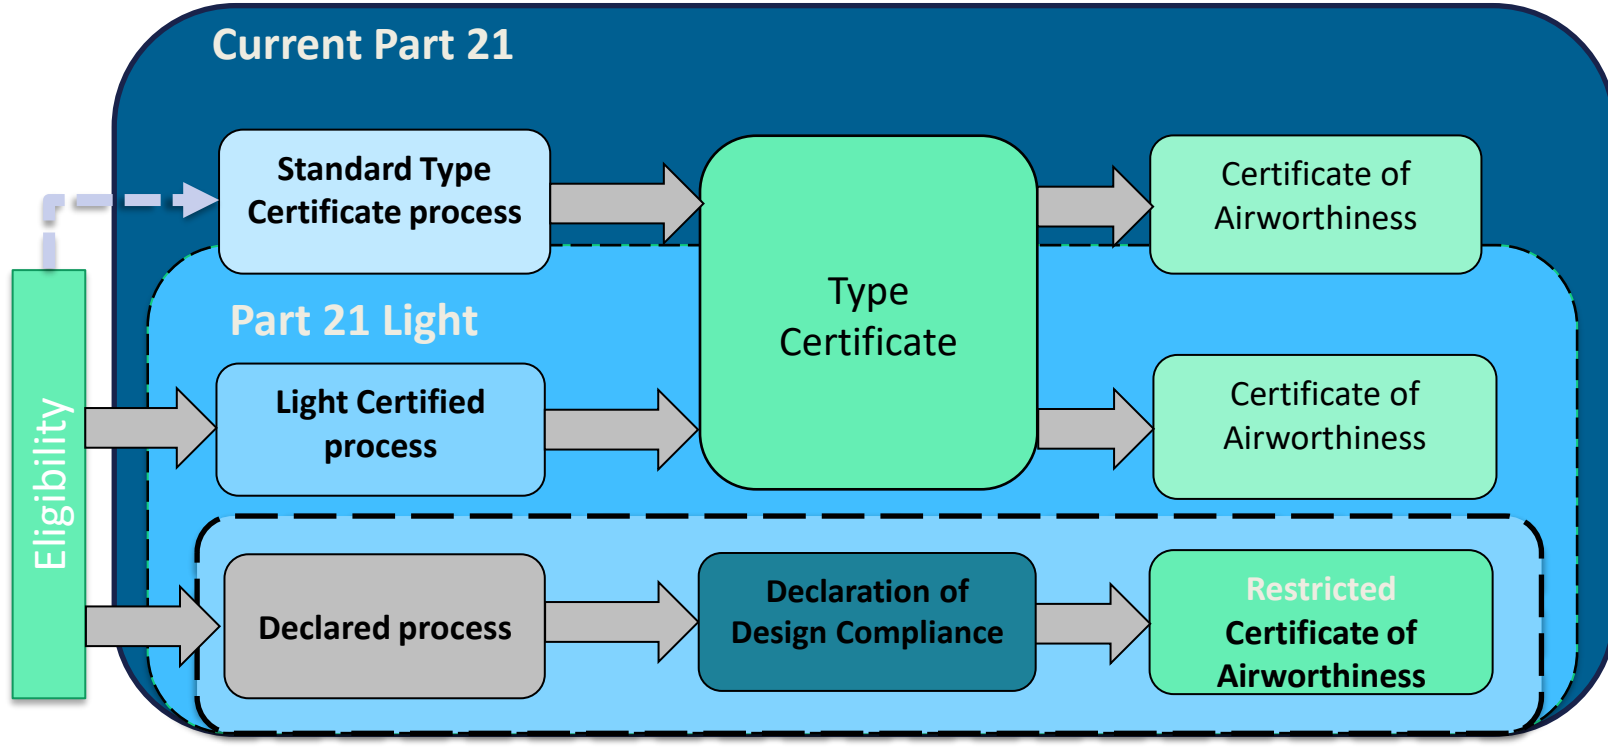 Current Part 21
Standard Type
Certificate process
Type
Certificate
Certificate of
Airworthiness
Part 21 Light
Eligibility
Light Certified
process
Certificate of
Airworthiness
Declared process
Declaration of
Design Compliance
Restricted
Certificate of
Airworthiness